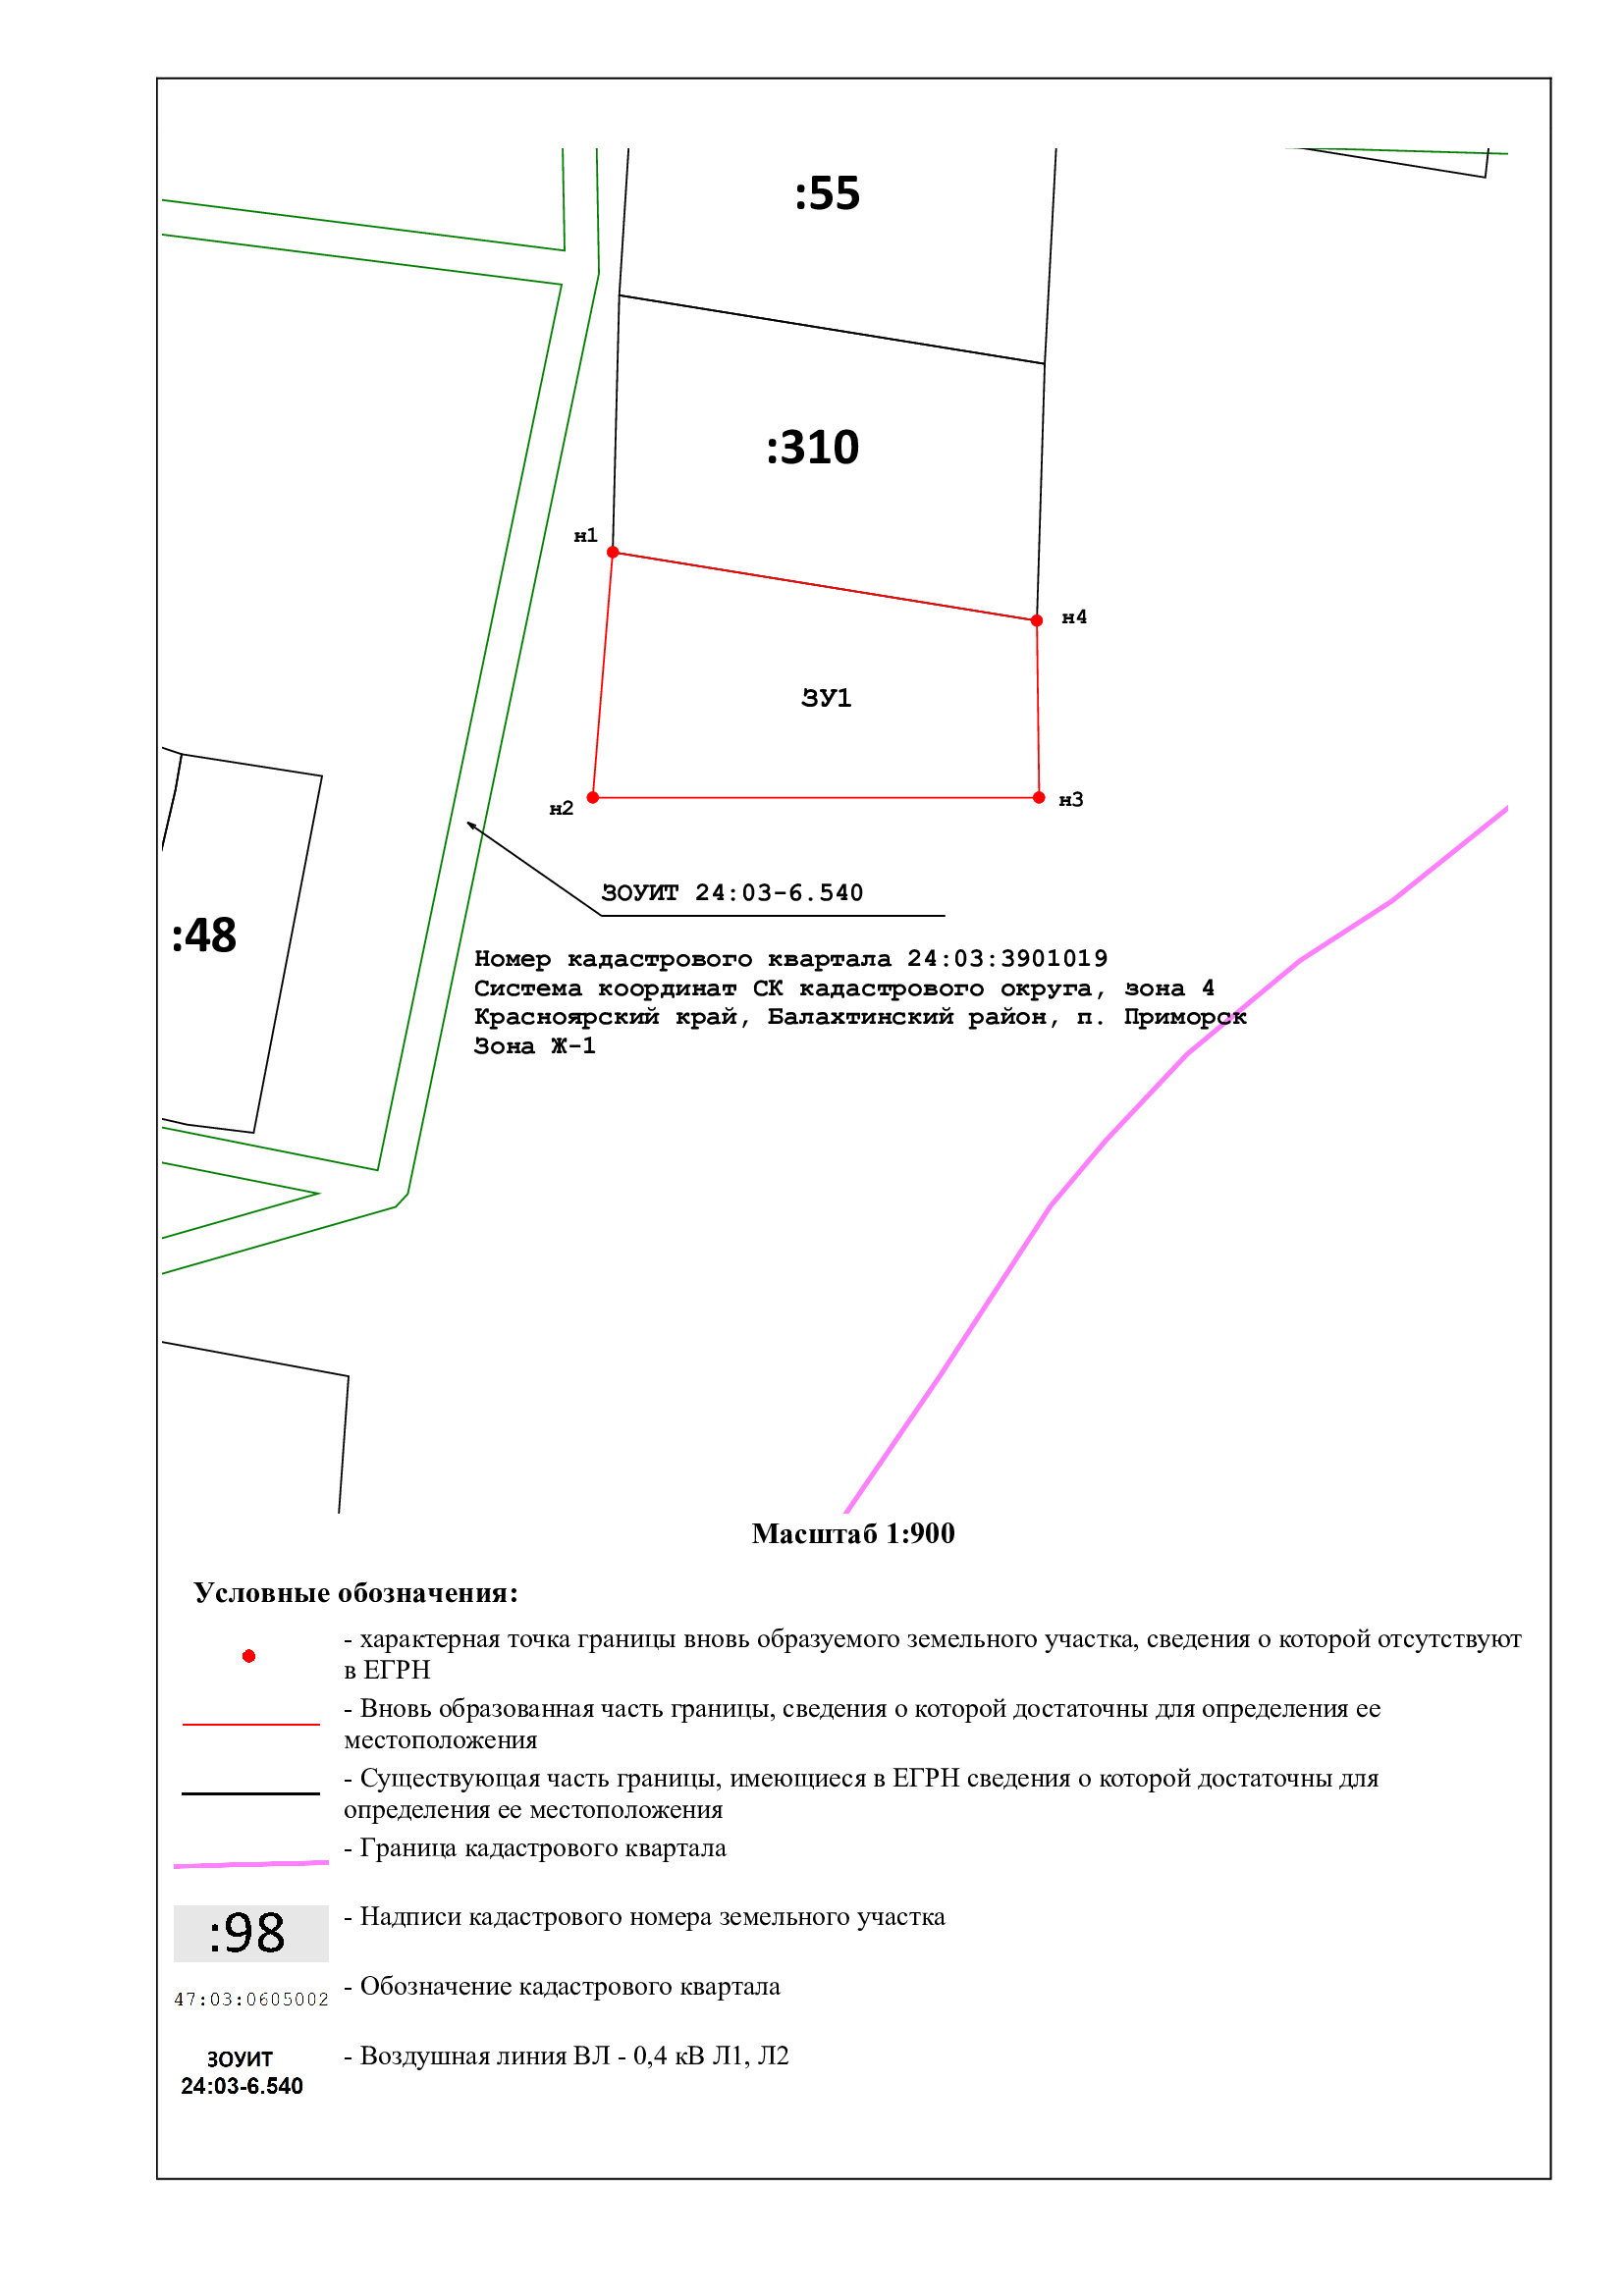 :55
:310
н1
н4
ЗУ1
н2
н3
ЗОУИТ 24:03-6.540
:48
Номер кадастрового квартала 24:03:3901019
Система координат СК кадастрового округа, зона 4
Красноярский край, Балахтинский район, п. Приморск
Зона Ж-1
Масштаб 1:900
Условные обозначения:
- характерная точка границы вновь образуемого земельного участка, сведения о которой отсутствуют
в ЕГРН
- Вновь образованная часть границы, сведения о которой достаточны для определения ее
местоположения
- Существующая часть границы, имеющиеся в ЕГРН сведения о которой достаточны для
определения ее местоположения
- Граница кадастрового квартала
:98
- Надписи кадастрового номера земельного участка
47:03:0605002
- Обозначение кадастрового квартала
ЗОУИТ
24:03-6.540
- Воздушная линия ВЛ - 0,4 кВ Л1, Л2